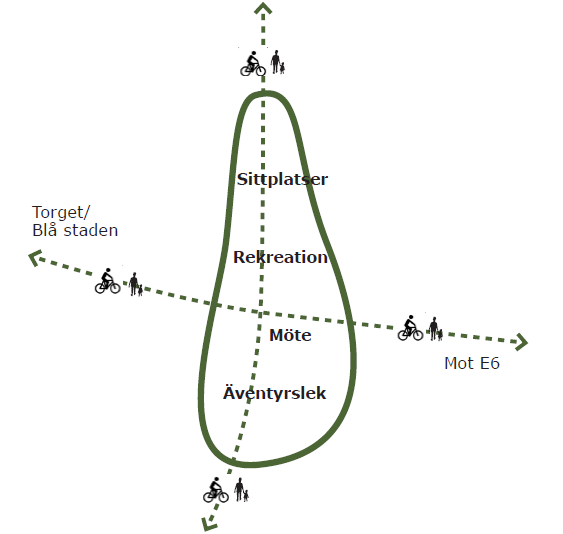 Sittplatser
Torget/
Blå staden
Rekreation
Möte
Mot E6
Äventyrslek